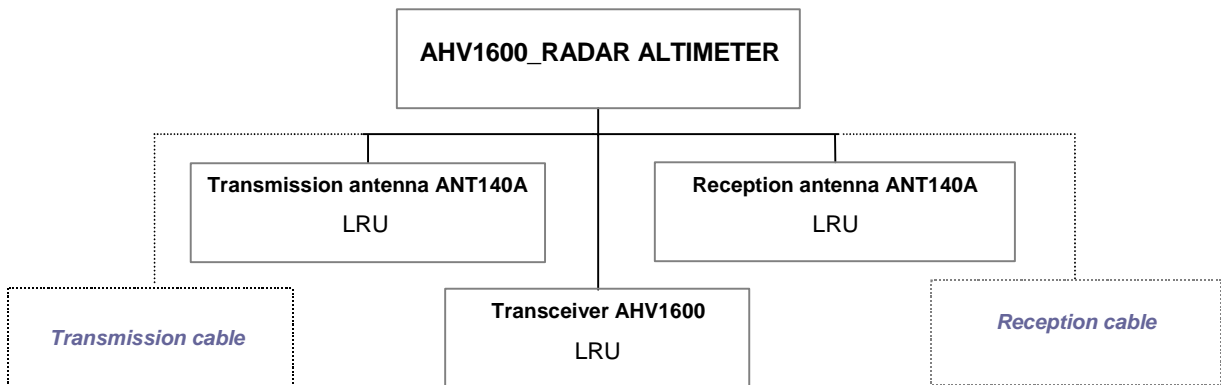 AHV1600_RADAR ALTIMETER
Transmission antenna ANT140A
LRU
Reception antenna ANT140A
LRU
Transmission cable
Transceiver AHV1600
LRU
Reception cable